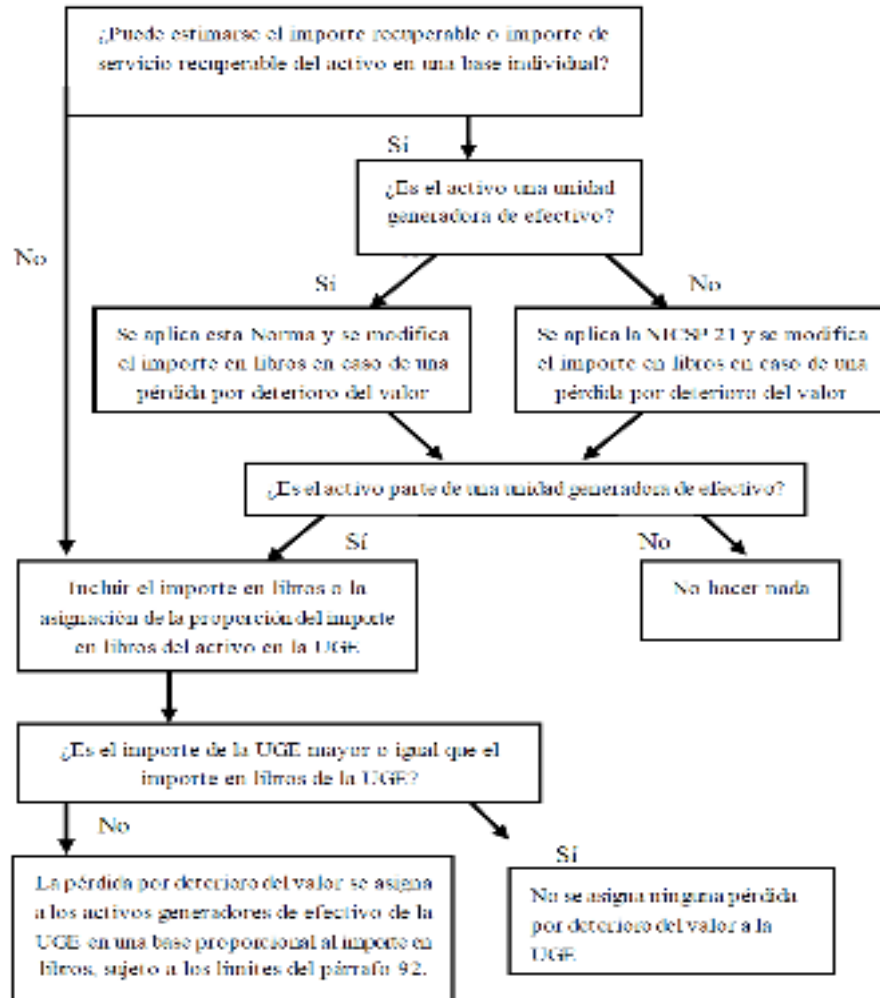 ¿Puede estimarse el importe recuperable o importe de
servicio recuperable del activo en una base individual?
Sí
¿Es el activo una unidad
generadora de efectivo?
No
Sí
No
Se aplica esta Norma y se modifica
el importe en libros en caso de una
pérdida por deterioro del valor
Se aplica la NICSP 21 y se modifica
el importe en libros en caso de una
pérdida por deterioro del valor
¿Es el activo parte de una unidad generadora de efectivo?
Sí
No
Incluir el importe en libros o la
asignación de la proporción del importe
en libros del activo en la UGE
No hacer nada
¿Es el importe de la UGE mayor o igual que el
importe en libros de la UGE?
No
Sí
La pérdida por deterioro del valor se asigna
a los activos generadores de efectivo de la
UGE en una base proporcional al importe en
libros, sujeto a los límites del párrafo 92.
No se asigna ninguna pérdida
por deterioro del valor a la
UGE